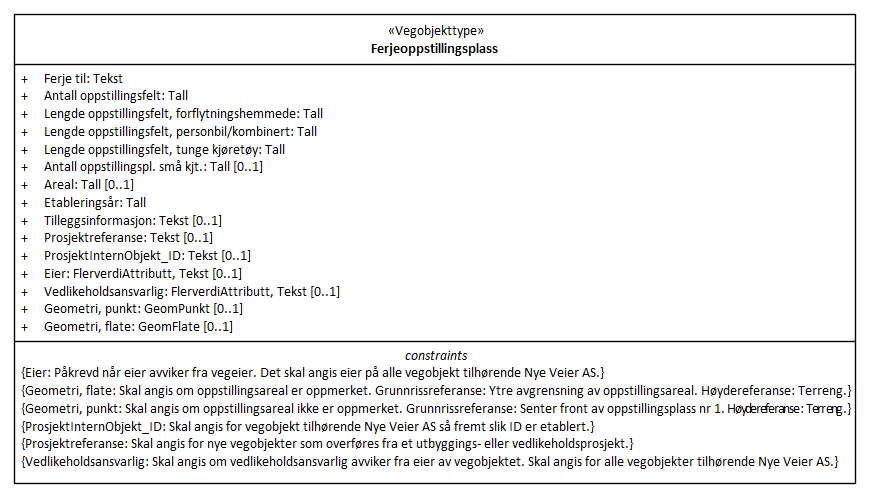 «Vegobjekttype»
Ferjeoppstillingsplass
+ Ferje til: Tekst
+ Antall oppstillingsfelt: Tall
+ Lengde oppstillingsfelt, forflytningshemmede: Tall
+ Lengde oppstillingsfelt, personbil/kombinert: Tall
+ Lengde oppstillingsfelt, tunge kjøretøy: Tall
+ Antall oppstillingspl. små kjt.: Tall [0..1]
+ Areal: Tall [0..1]
+ Etableringsår: Tall
+ Tilleggsinformasjon: Tekst [0..1]
+ Prosjektreferanse: Tekst [0..1]
+ ProsjektInternObjekt_ID: Tekst [0..1]
+ Eier: FlerverdiAttributt, Tekst [0..1]
+ Vedlikeholdsansvarlig: FlerverdiAttributt, Tekst [0..1]
+ Geometri, punkt: GeomPunkt [0..1]
+ Geometri, flate: GeomFlate [0..1]
constraints
{Eier: Påkrevd når eier avviker fra vegeier. Det skal angis eier på alle vegobjekt tilhørende Nye Veier AS.}
{Geometri, flate: Skal angis om oppstillingsareal er oppmerket. Grunnrissreferanse: Ytre avgrensning av oppstillingsareal. Høydereferanse: Terreng.}
{Geometri, punkt: Skal angis om oppstillingsareal ikke er oppmerket. Grunnrissreferanse: Senter front av oppstillingsplass nr 1. Høydereferanse: Terreng.}
{ProsjektInternObjekt_ID: Skal angis for vegobjekt tilhørende Nye Veier AS så fremt slik ID er etablert.}
{Prosjektreferanse: Skal angis for nye vegobjekter som overføres fra et utbyggings- eller vedlikeholdsprosjekt.}
{Vedlikeholdsansvarlig: Skal angis om vedlikeholdsansvarlig avviker fra eier av vegobjektet. Skal angis for alle vegobjekter tilhørende Nye Veier AS.}